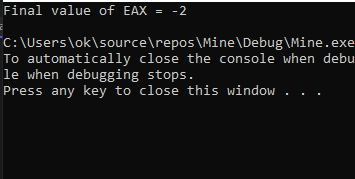 Final value of EAX = -2
C:\Users\ok\source\repos\Mine\Debug\Mine.exe
To automatically close the console when debu
le when debugging stops.
Press any key to close this window . . .